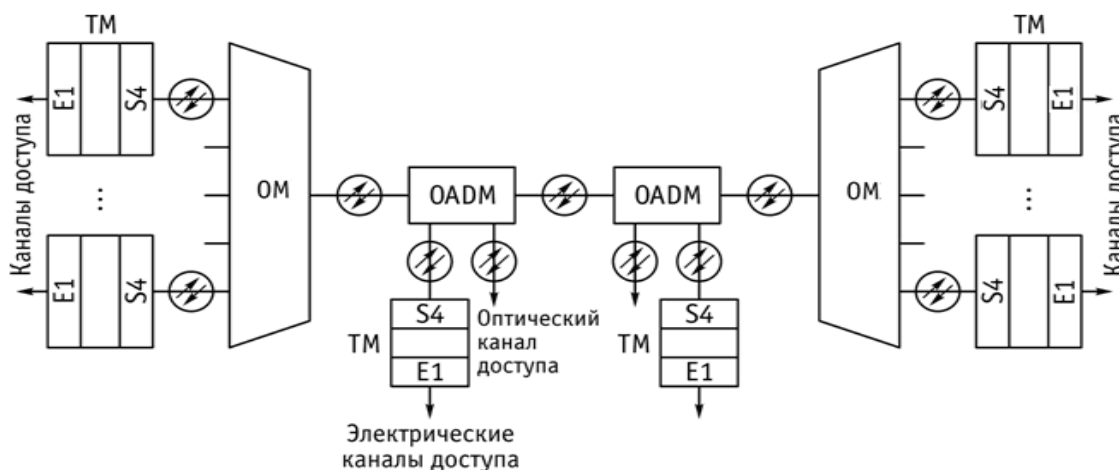 TM
TM
E1
S4
S4
E1
Каналы доступа
...
Каналы доступа
...
OM
OADM
OADM
OM
E1
S4
S4
E1
S4
TM
E1
Оптический
канал
доступа
S4
TM
E1
Электрические
каналы доступа